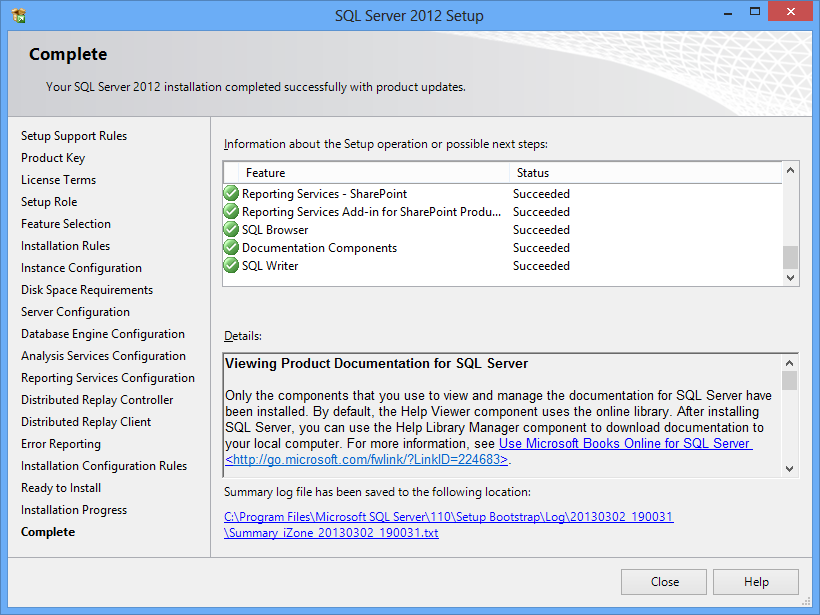 SQL Server 2012 Setup
Complete
Your SQL Server 2012 installation completed successfully with product updates.
Setup Support Rules
Product Key
License Terms
Setup Role
Feature Selection
Installation Rules
Instance Configuration
Disk Space Requirements
Server Configuration
Database Engine Configuration
Analysis Services Configuration
Reporting Services Configuration
Distributed Replay Controller
Distributed Replay Client
Error Reporting
Installation Configuration Rules
Ready to Install
Installation Progress
Complete
Information about the Setup operation or possible next steps:
Feature Status
Reporting Services - SharePoint Succeeded
Reporting Services Add-in for SharePoint Produ... Succeeded
SQL Browser Succeeded
Documentation Components Succeeded
SQL Writer Succeeded
Details:
Viewing Product Documentation for SQL Server
Only the components that you use to view and manage the documentation for SQL Server have
been installed. By default, the Help Viewer component uses the online library. After installing
SQL Server, you can use the Help Library Manager component to download documentation to
your local computer. For more information, see Use Microsoft Books Online for SQL Server
<http://go.microsoft.com/fwlink/?LinkID=224683>.
Summary log file has been saved to the following location:
C:\Program Files\Microsoft SQL Server\110\Setup Bootstrap\Log\20130302_190031
\Summary_iZone_20130302_190031.txt
Close Help